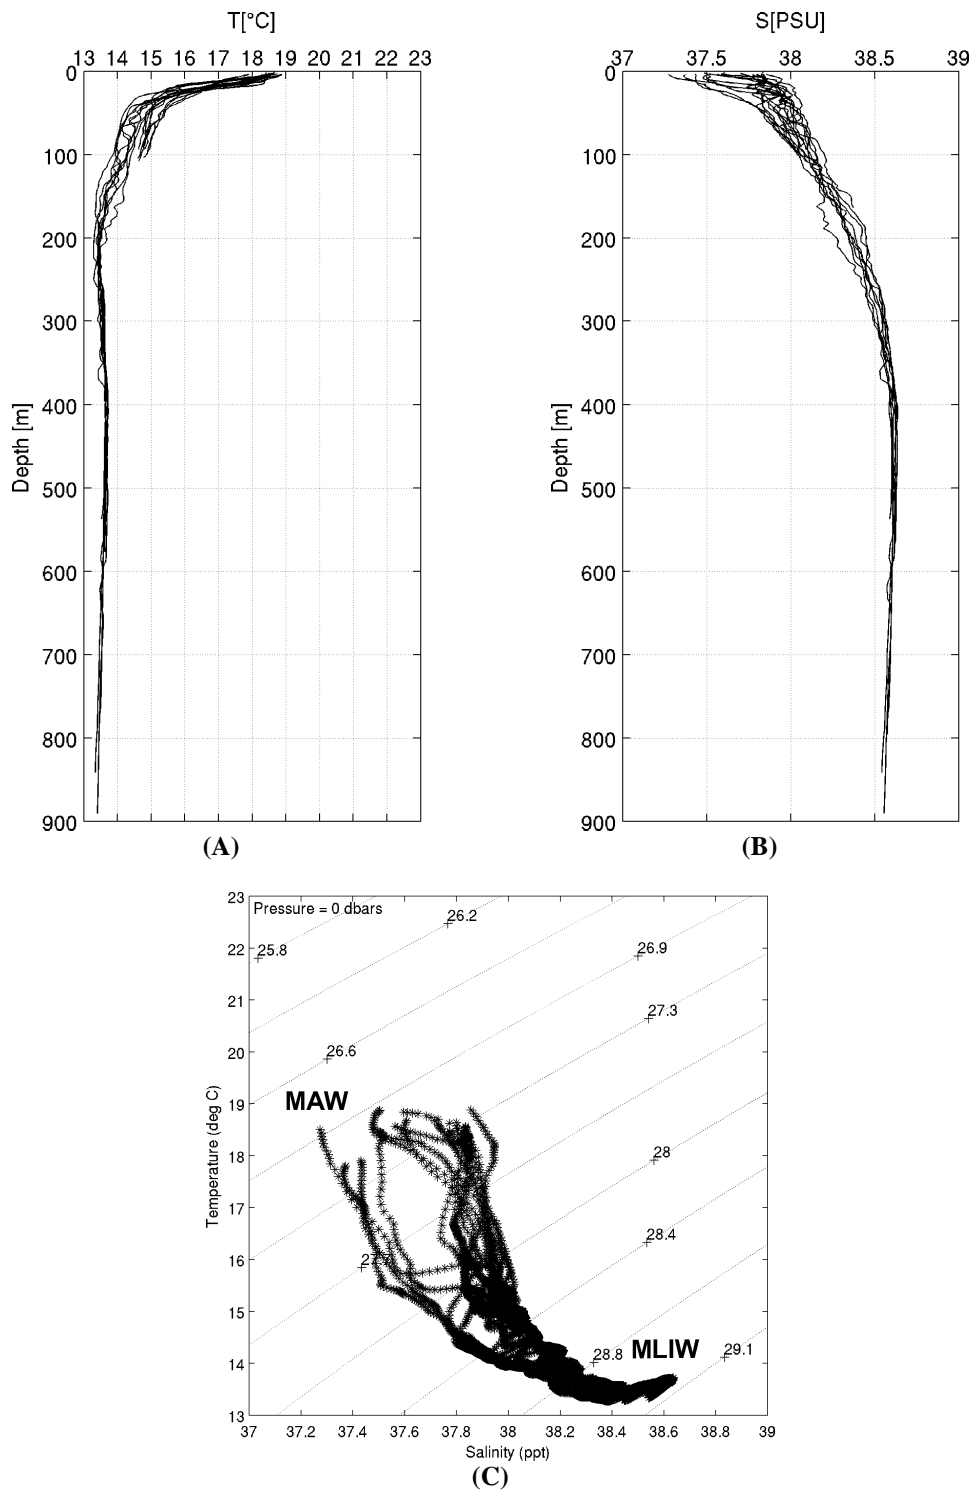 T[°C]
13 14 15 16 17 18 19 20 21 22 23
0
100
200
300
400
500
600
700
800
900
Depth [m]
(A)
S[PSU]
37 37.5 38 38.5 39
0
100
200
300
400
500
600
700
800
900
Depth [m]
(B)
Pressure = 0 dbars
23
22
21
20
19
18
17
16
15
14
13
Temperature (deg C)
25.8
26.2
26.6
26.9
27.3
28
28.4
28.8
29.1
MAW
MLIW
37 37.2 37.4 37.6 37.8 38 38.2 38.4 38.6 38.8 39
Salinity (ppt)
(C)